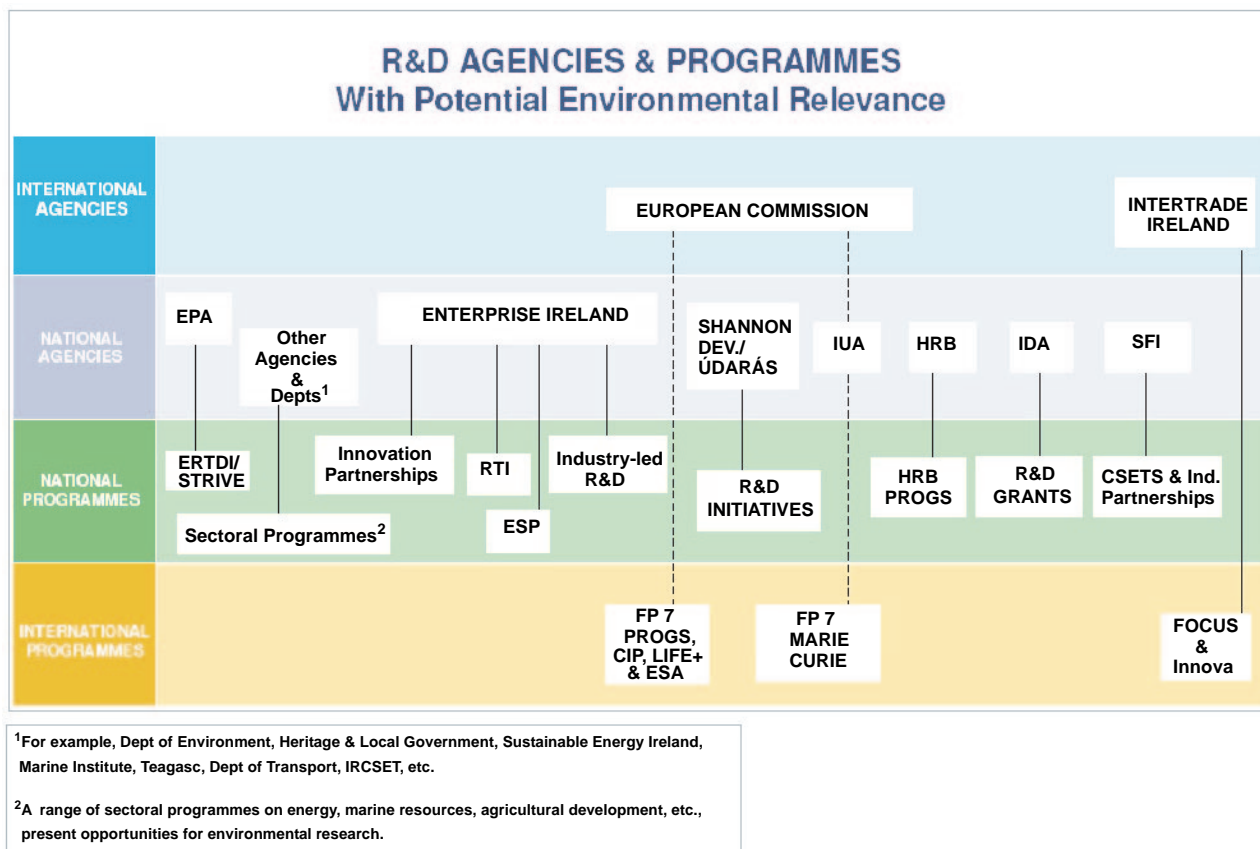 R&D AGENCIES & PROGRAMMES
With Potential Environmental Relevance
INTERNATIONAL
AGENCIES
EUROPEAN COMMISSION
INTERTRADE
IRELAND
NATIONAL
AGENCIES
EPA
Other
Agencies
&
Depts¹
ENTERPRISE IRELAND
SHANNON
DEV./
ÚDARÁS
IUA
HRB
IDA
SFI
NATIONAL
PROGRAMMES
ERTDI/
STRIVE
Sectoral Programmes²
Innovation
Partnerships
RTI
ESP
Industry-led
R&D
R&D
INITIATIVES
HRB
PROGS
R&D
GRANTS
CSETS & Ind.
Partnerships
INTERNATIONAL
PROGRAMMES
FP 7
PROGS,
CIP, LIFE+
& ESA
FP 7
MARIE
CURIE
FOCUS
&
Innova
¹For example, Dept of Environment, Heritage & Local Government, Sustainable Energy Ireland,
Marine Institute, Teagasc, Dept of Transport, IRCSET, etc.
²A range of sectoral programmes on energy, marine resources, agricultural development, etc.,
present opportunities for environmental research.